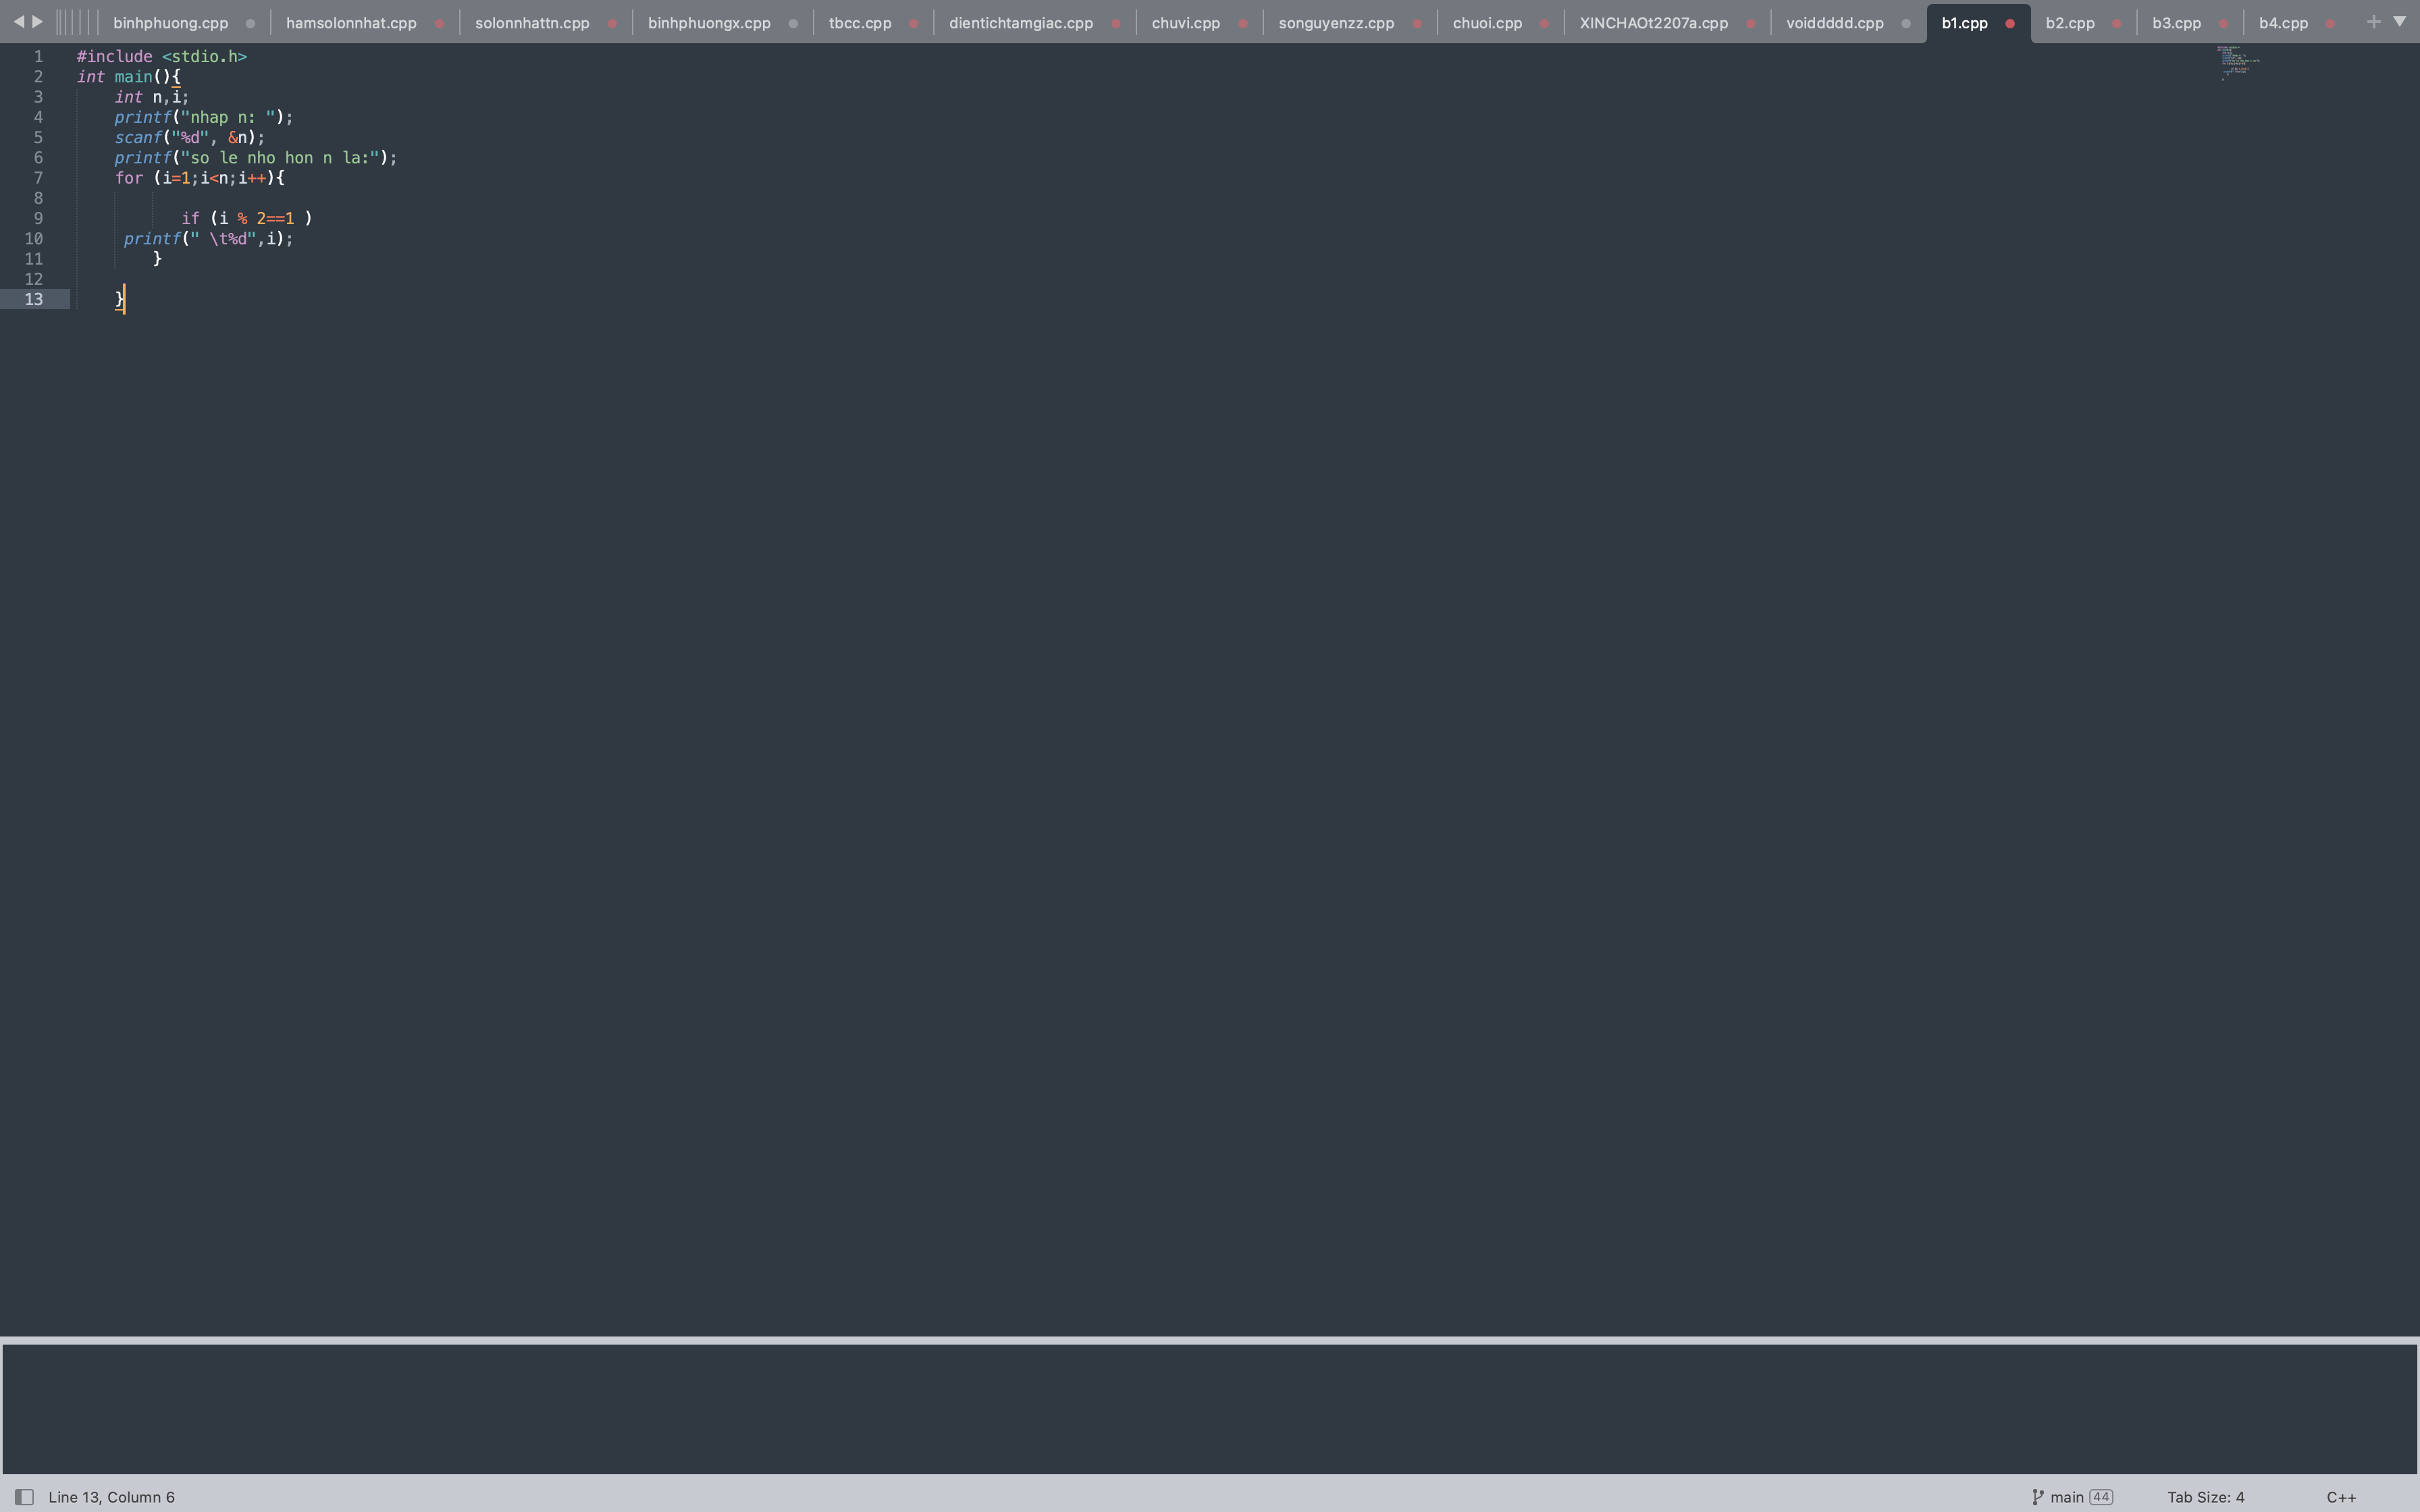 binhphuong.cpp hamsolonnhat.cpp solonnhattn.cpp binhphuongx.cpp tbcc.cpp dientichtamgiac.cpp chuvi.cpp songuyenzz.cpp chuoi.cpp XINCHAOt2207a.cpp voiddddd.cpp b1.cpp b2.cpp b3.cpp b4.cpp
1 #include <stdio.h>
2 int main(){
3     int n,i;
4     printf("nhap n: ");
5     scanf("%d", &n);
6     printf("so le nho hon n la:");
7     for (i=1;i<n;i++){
8
9            if (i % 2==1 )
10      printf(" \t%d",i);
11         }
12
13     }
Line 13, Column 6 main 44 Tab Size: 4 C++